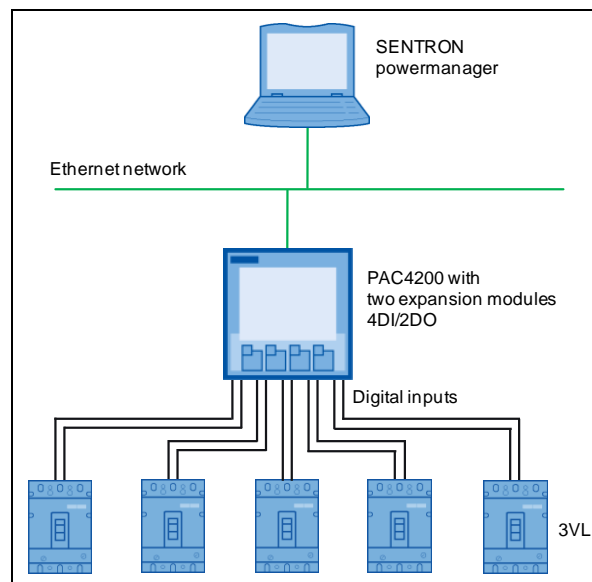 SENTRON
powermanager
Ethernet network
PAC4200 with
two expansion modules
4DI/2DO
Digital inputs
3VL